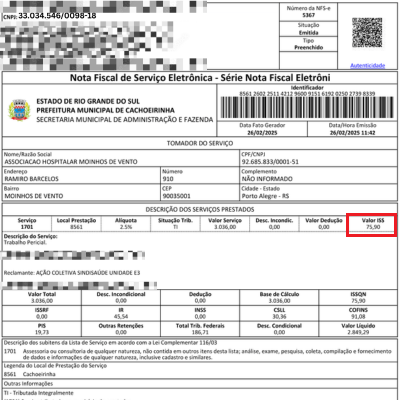 CNPJ: 33.034.546/0098-18
Número da NFS-e
5367
Situação
Emitida
Tipo
Preenchido
Autenticidade
Nota Fiscal de Serviço Eletrônica - Série Nota Fiscal Eletrôni
ESTADO DE RIO GRANDE DO SUL
PREFEITURA MUNICIPAL DE CACHOEIRINHA
SECRETARIA MUNICIPAL DE ADMINISTRAÇÃO E FAZENDA
Identificador
8561 2602 2511 4212 9600 9151 6192 0250 2739 8339
Data Fato Gerador Data/Hora Emissão
26/02/2025 26/02/2025 11:42
TOMADOR DO SERVIÇO
Nome/Razão Social CPF/CNPJ
ASSOCIACAO HOSPITALAR MOINHOS DE VENTO 92.685.833/0001-51
Endereço Número Complemento
RAMIRO BARCELOS 910 NÃO INFORMADO
Bairro CEP Cidade - Estado
MOINHOS DE VENTO 90035001 Porto Alegre - RS
DESCRIÇÃO DOS SERVIÇOS PRESTADOS
Serviço Local Prestação Alíquota Situação Trib. Valor Serviço Desc. Incondic. Valor Dedução Valor ISS
1701 8561 2.5% TI 3.036,00 0,00 0,00 75,90
Descrição do Serviço:
Trabalho Pericial.
Reclamante: AÇÃO COLETIVA SINDISAÚDE UNIDADE E3
Valor Total Desc. Incondicional Dedução Base de Cálculo ISSQN
3.036,00 0,00 0,00 3.036,00 75,90
ISSRF IR INSS CSLL COFINS
0,00 45,54 0,00 30,36 91,08
PIS Outras Retenções Total Trib. Federais Desc. Condicional Valor Líquido
19,73 0,00 186,71 0,00 2.849,29
Descrição dos subitens da Lista de Serviço em acordo com a Lei Complementar 116/03
1701 Assessoria ou consultoria de qualquer natureza, não contida em outros itens desta lista; análise, exame, pesquisa, coleta, compilação e fornecimento
de dados e informações de qualquer natureza, inclusive cadastro e similares.
Legenda do Local de Prestação do Serviço
8561 Cachoeirinha
Outras Informações
TI - Tributada Integralmente